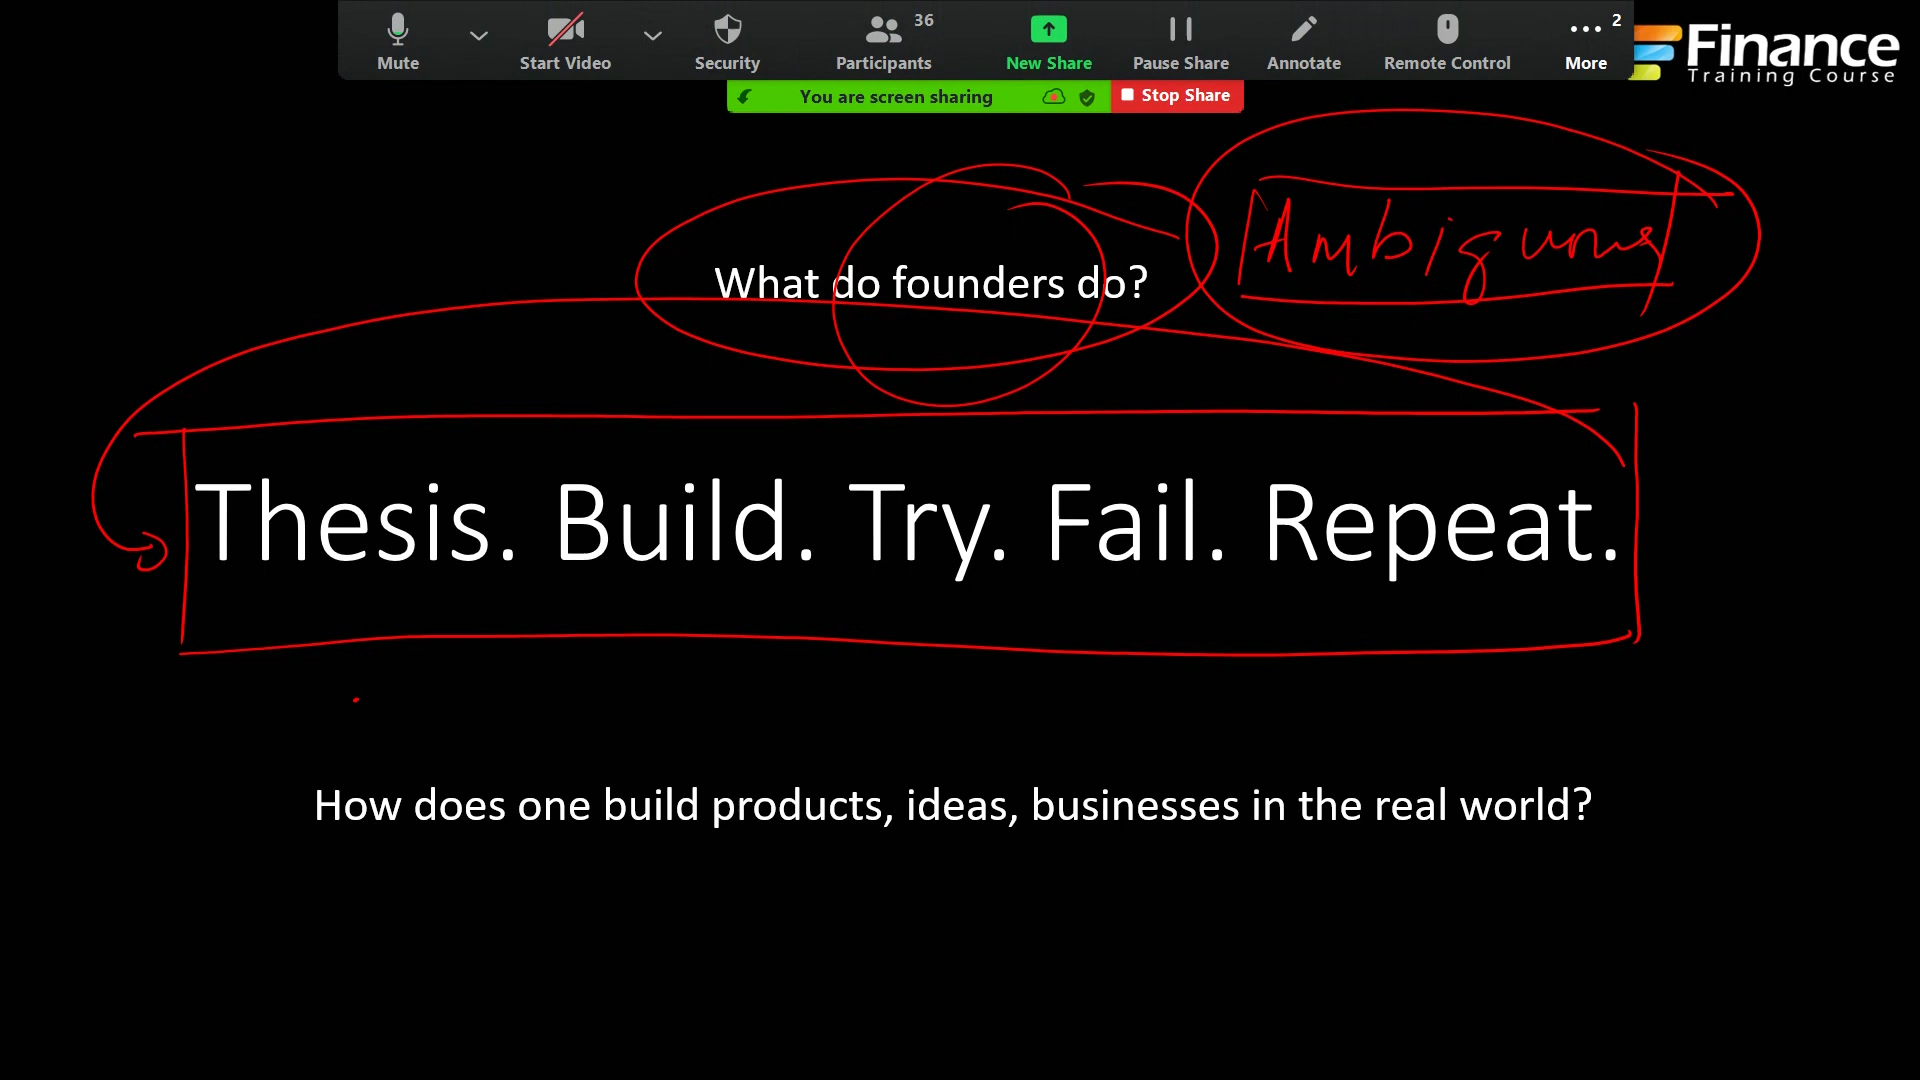 36
2
Mute
Start Video
Security
Participants
New Share
Pause Share
Annotate
Remote Control
More
Finance
Training Course
You are screen sharing
Stop Share
Ambiguous
What do founders do?
Thesis. Build. Try. Fail. Repeat.
How does one build products, ideas, businesses in the real world?